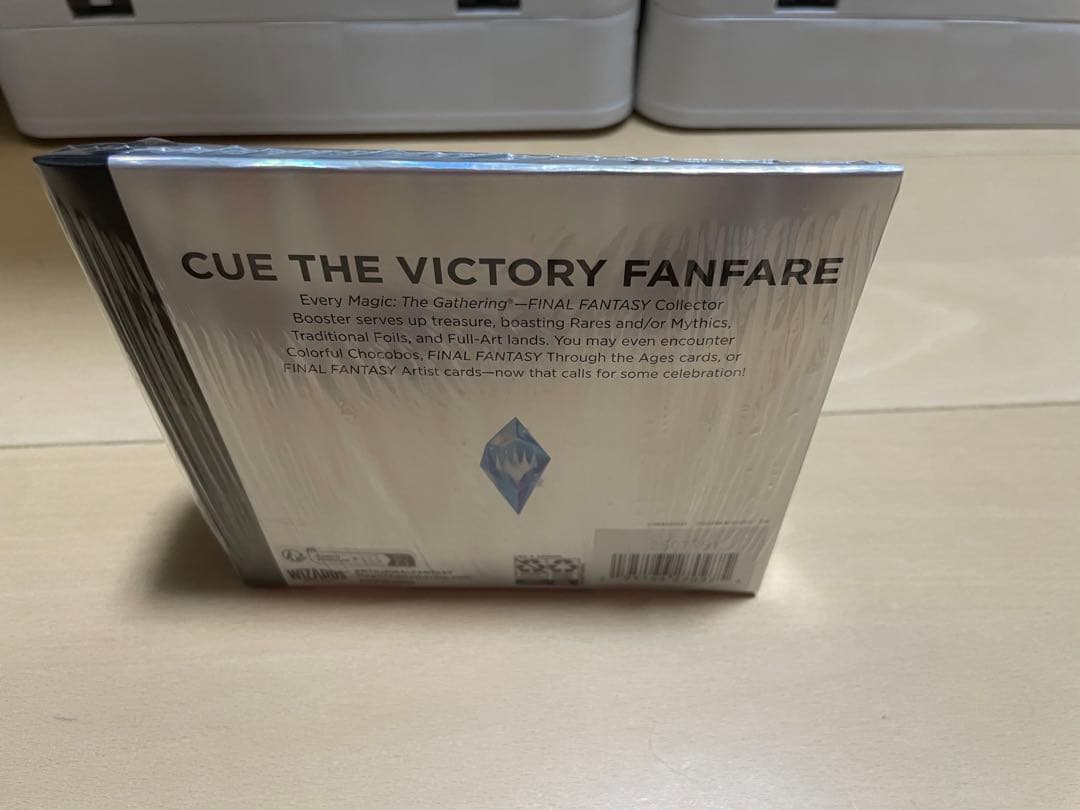 CUE THE VICTORY FANFARE
Every Magic: The Gathering®—FINAL FANTASY Collector
Booster serves up treasure, boasting Rares and/or Mythics,
Traditional Foils, and Full-Art lands. You may even encounter
Colorful Chocobos, FINAL FANTASY Through the Ages cards, or
FINAL FANTASY Artist cards—now that calls for some celebration!
WIZARDS